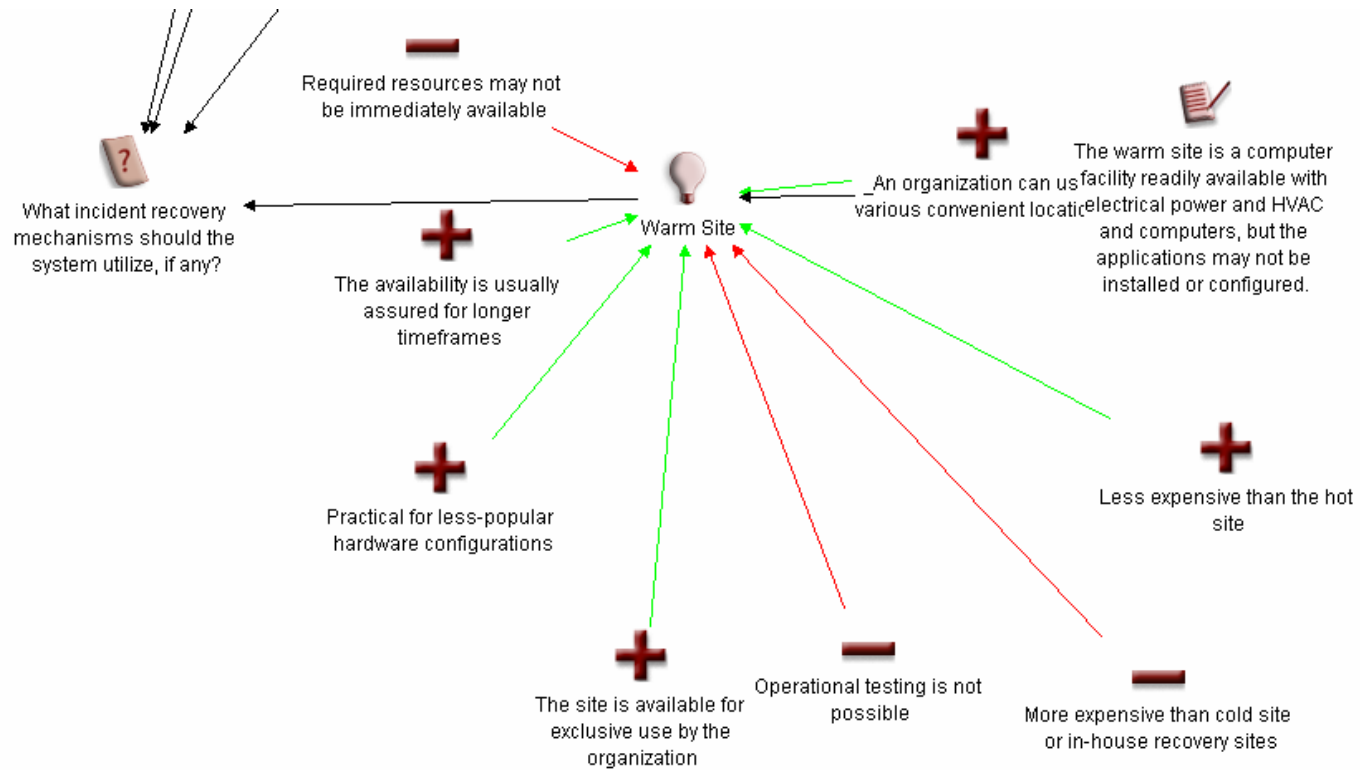 Required resources may not
be immediately available
?
What incident recovery
mechanisms should the
system utilize, if any?
Warm Site
_An organization can us
various convenient locatic
The warm site is a computer
facility readily available with
electrical power and HVAC
and computers, but the
applications may not be
installed or configured.
The availability is usually
assured for longer
timeframes
Practical for less-popular
hardware configurations
Less expensive than the hot
site
The site is available for
exclusive use by the
organization
Operational testing is not
possible
More expensive than cold site
or in-house recovery sites